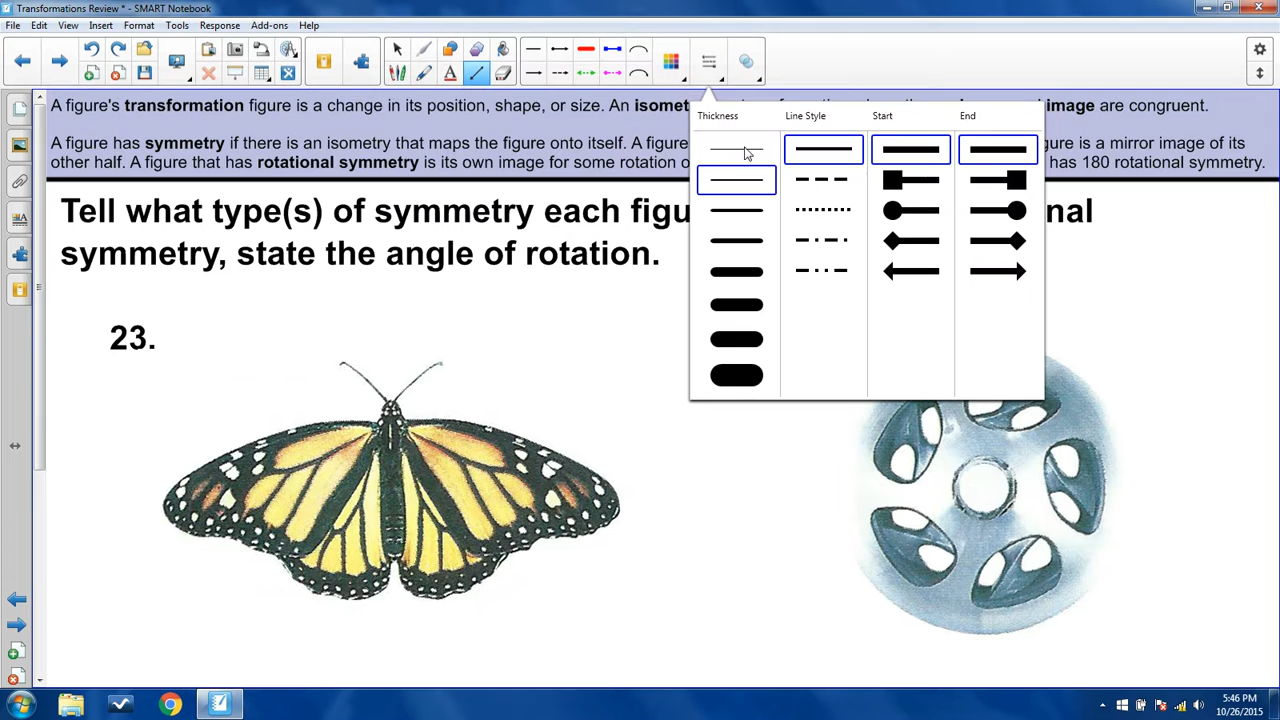 Transformations Review * - SMART Notebook
File Edit View Insert Format Tools Response Add-ons Help
A figure's transformation figure is a change in its position, shape, or size. An isomet image are congruent.
A figure has symmetry if there is an isometry that maps the figure onto itself. A figure gure is a mirror image of its
other half. A figure that has rotational symmetry is its own image for some rotation o has 180 rotational symmetry.
Thickness Line Style Start End
Tell what type(s) of symmetry each figu nal
symmetry, state the angle of rotation.
23.
5:46 PM
10/26/2015